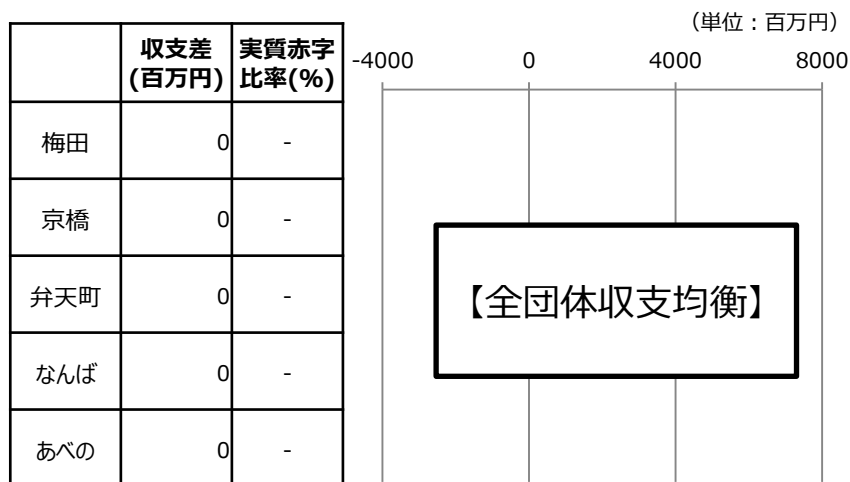 （単位：百万円）
収支差
(百万円)
実質赤字
比率(%)
-4000 0 4000 8000
梅田 0 -
京橋 0 -
弁天町 0 -
なんば 0 -
あべの 0 -
【全団体収支均衡】